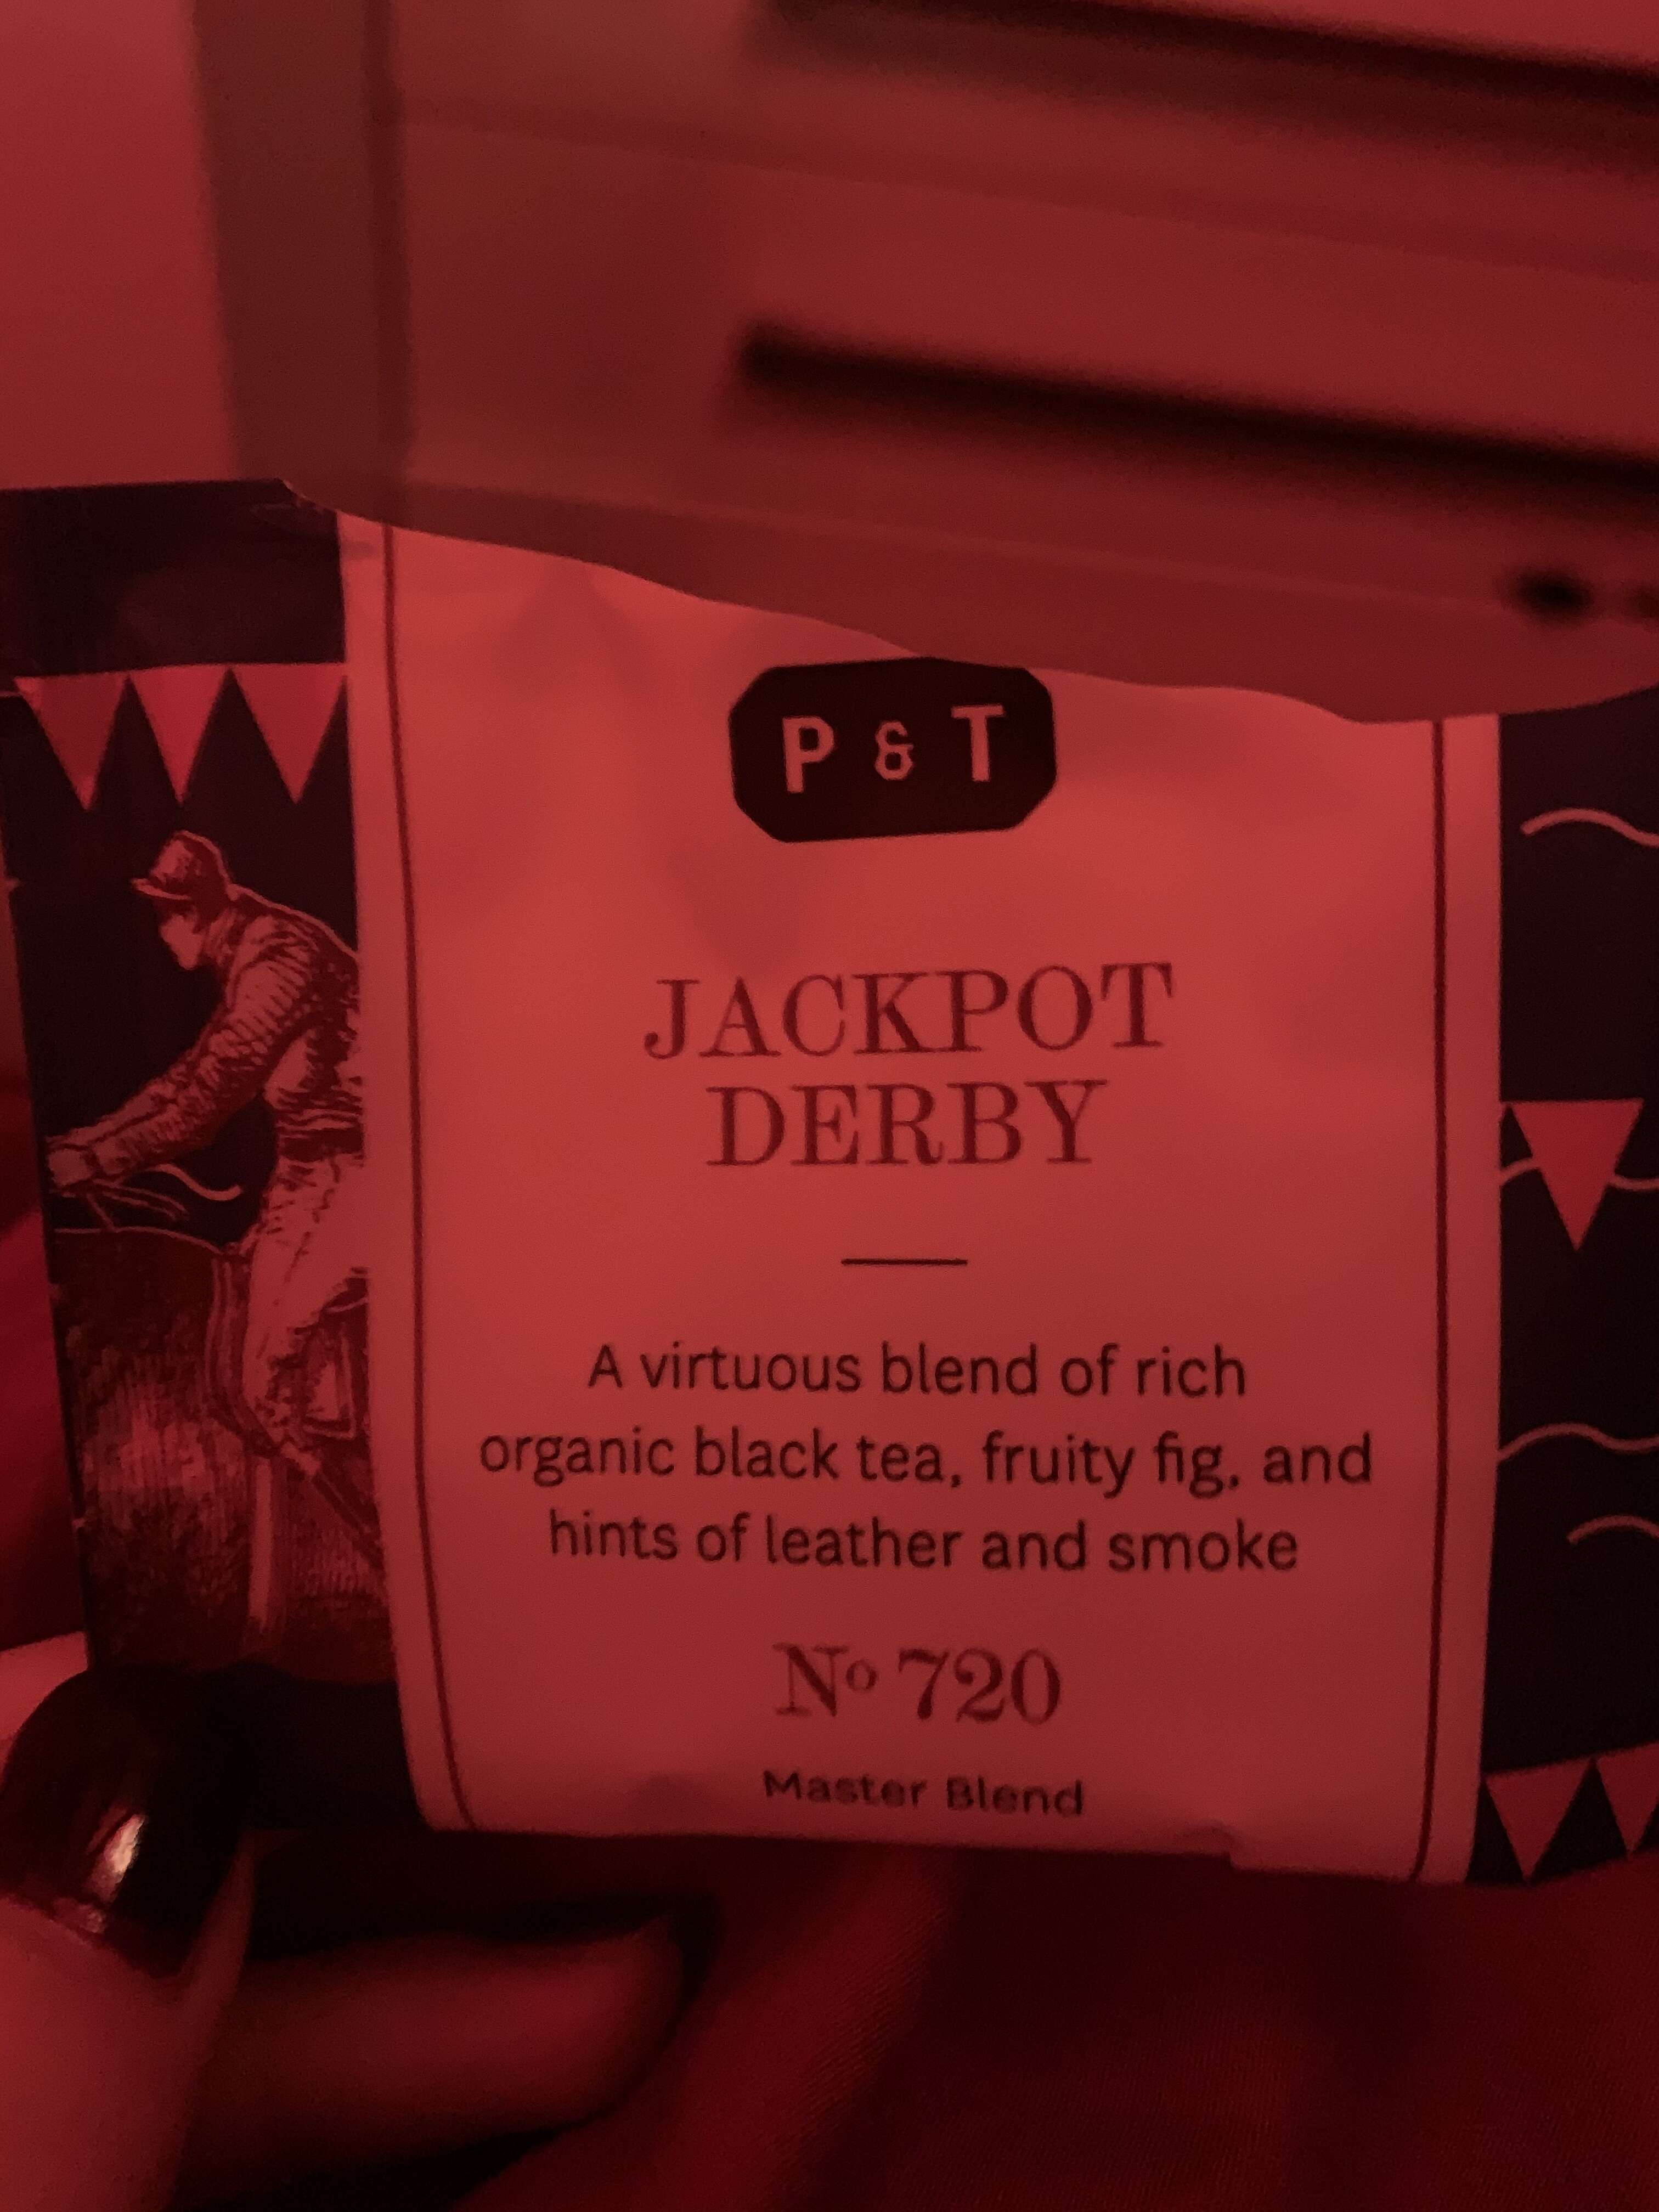 P & T
JACKPOT
DERBY
A virtuous blend of rich
organic black tea, fruity fig, and
hints of leather and smoke
Nº 720
Master Blend